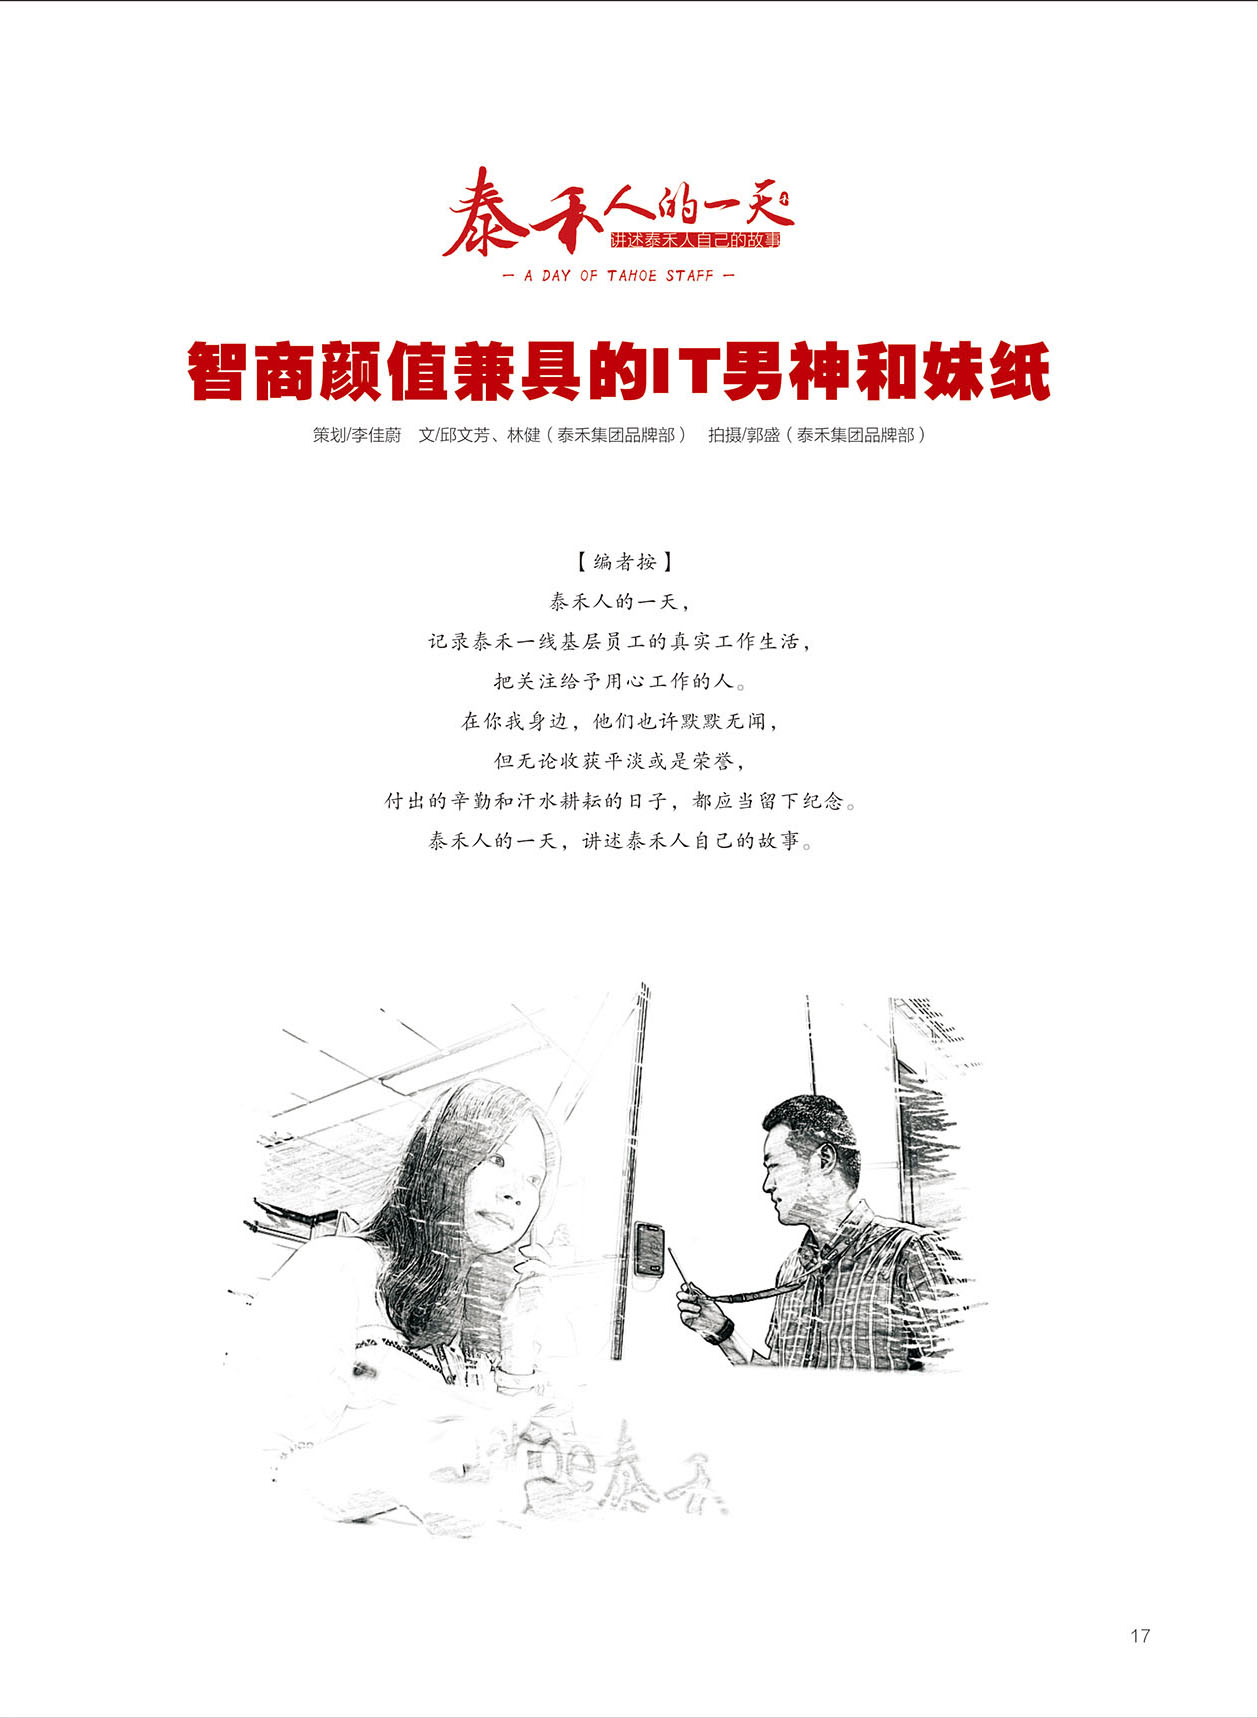 泰禾人的一天
讲述泰禾人自己的故事
— A DAY OF TAHOE STAFF —
智商颜值兼具的IT男神和妹纸
策划/李佳蔚 文/邱文芳、林健（泰禾集团品牌部） 拍摄/郭盛（泰禾集团品牌部）
【编者按】
泰禾人的一天，
记录泰禾一线基层员工的真实工作生活，
把关注给予用心工作的人。
在你我身边，他们也许默默无闻，
但无论收获平淡或是荣誉，
付出的辛勤和汗水耕耘的日子，都应当留下纪念。
泰禾人的一天，讲述泰禾人自己的故事。
泰禾
17